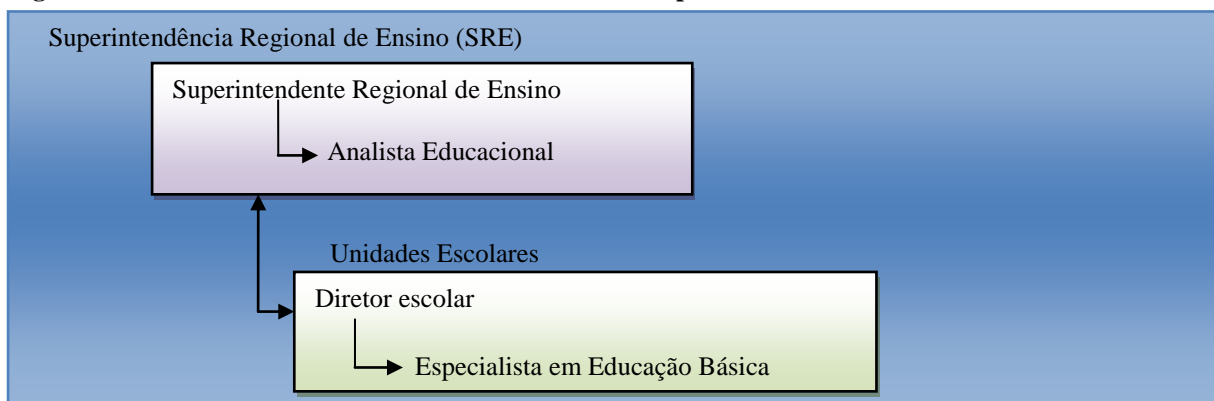 Superintendência Regional de Ensino (SRE)
Superintendente Regional de Ensino
Analista Educacional
Unidades Escolares
Diretor escolar
Especialista em Educação Básica